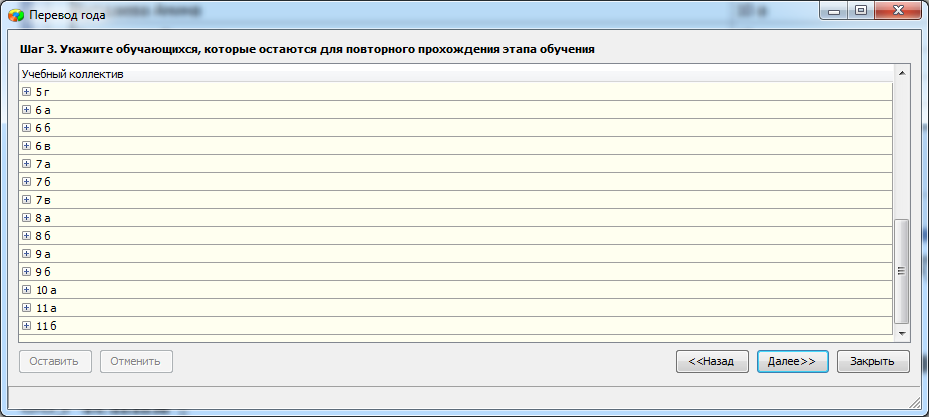 Перевод года
Шаг 3. Укажите обучающихся, которые остаются для повторного прохождения этапа обучения
Учебный коллектив
5 г
6 а
6 б
6 в
7 а
7 б
7 в
8 а
8 б
9 а
9 б
10 а
11 а
11 б
Оставить Отменить <<Назад Далее>> Закрыть